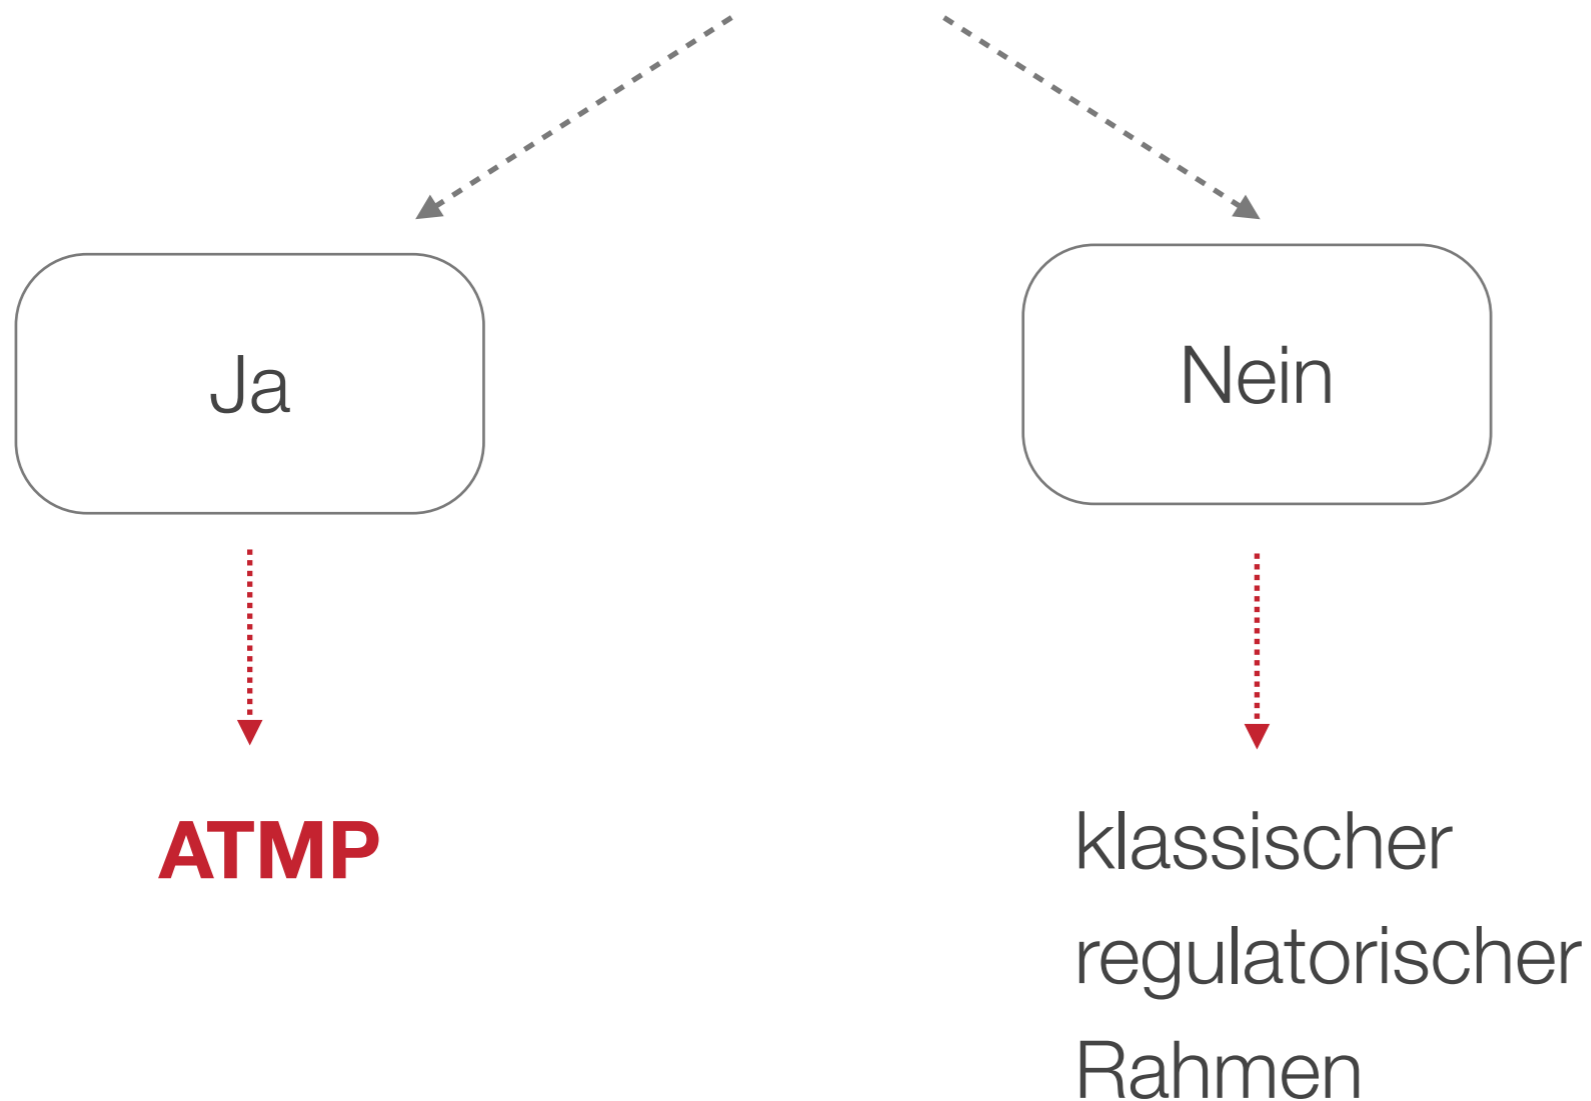 Ja
Nein
ATMP
klassischer
regulatorischer
Rahmen